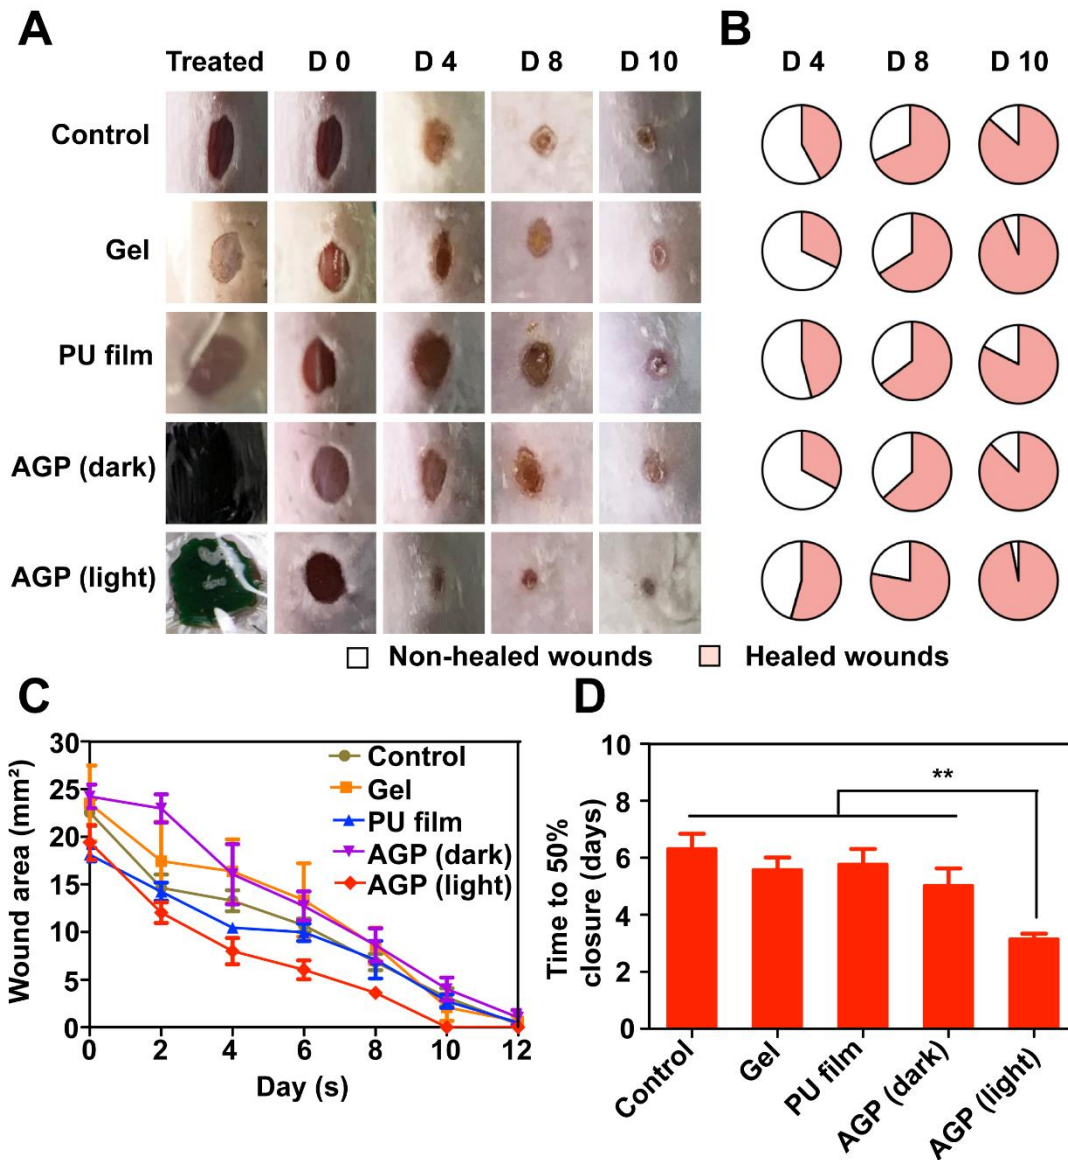 A
B
Treated D 0 D 4 D 8 D 10
D 4 D 8 D 10
Control
Gel
PU film
AGP (dark)
AGP (light)
Non-healed wounds Healed wounds
C
D
Wound area (mm²)
30
25
20
15
10
5
0
0 2 4 6 8 10 12
Day (s)
Control
Gel
PU film
AGP (dark)
AGP (light)
Time to 50%
closure (days)
10
8
6
4
2
0
**
Control
Gel
PU film
AGP (dark)
AGP (light)